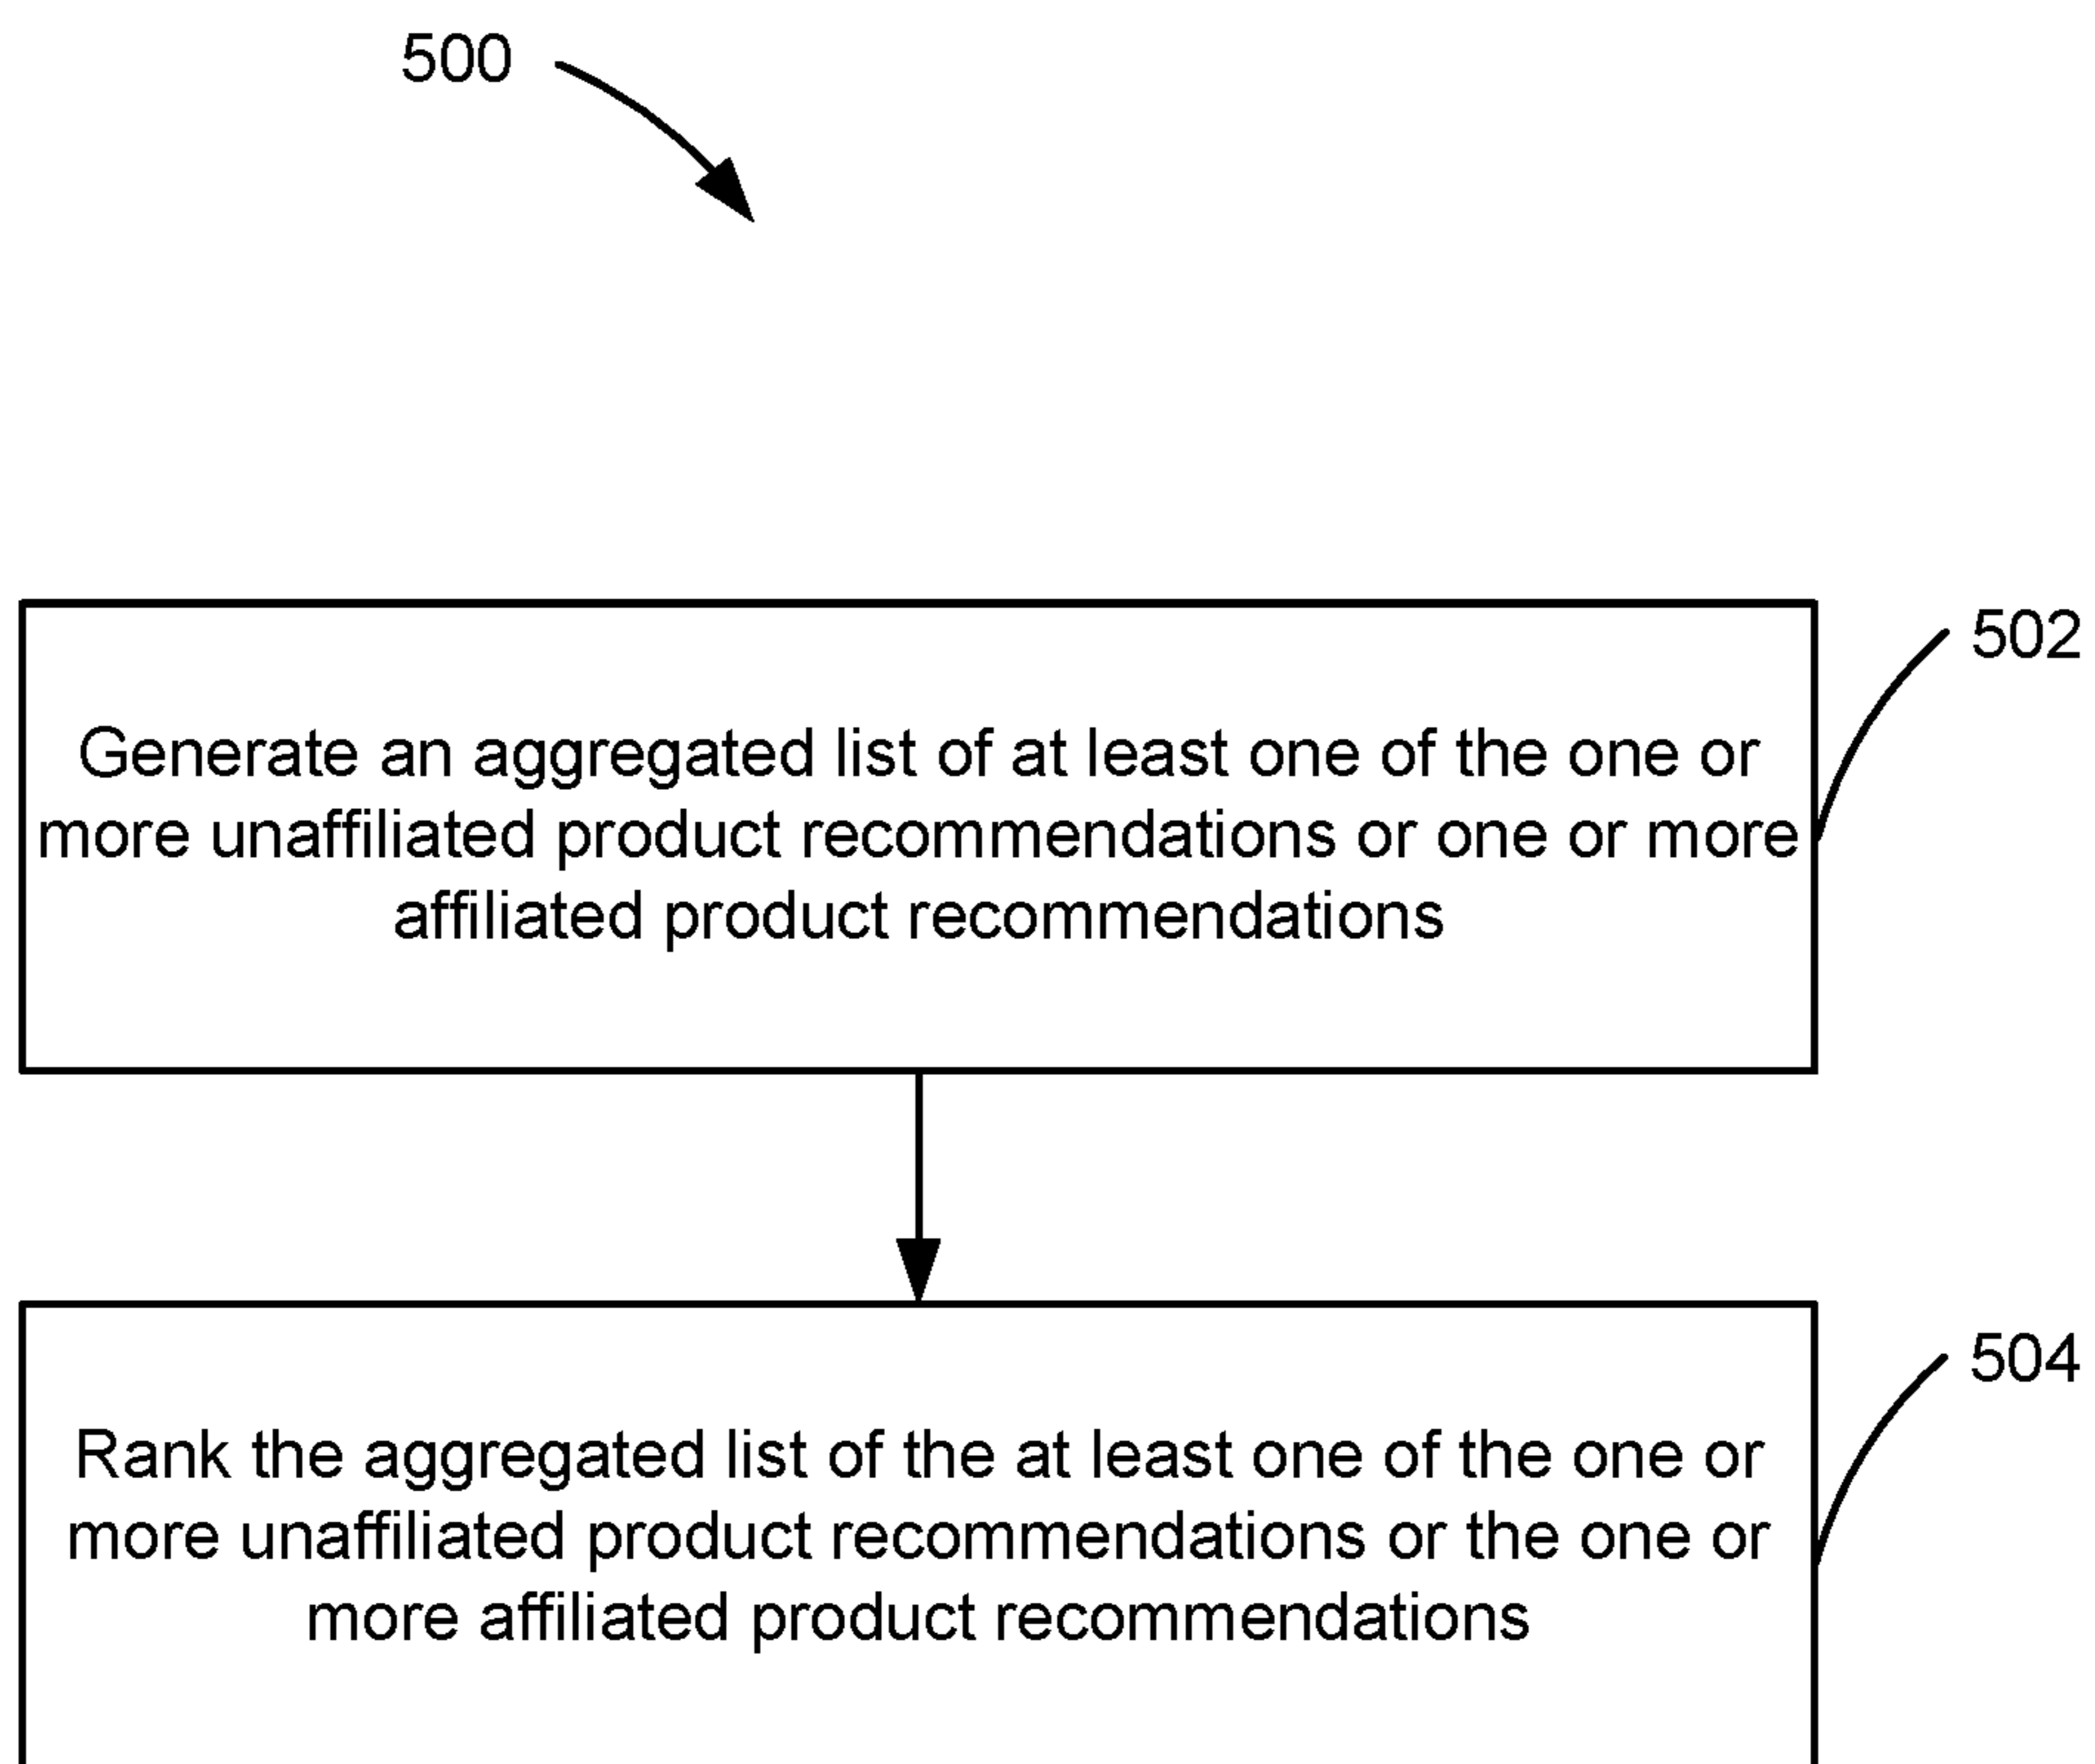 500
502
Generate an aggregated list of at least one of the one or
more unaffiliated product recommendations or one or more
affiliated product recommendations
504
Rank the aggregated list of the at least one of the one or
more unaffiliated product recommendations or the one or
more affiliated product recommendations